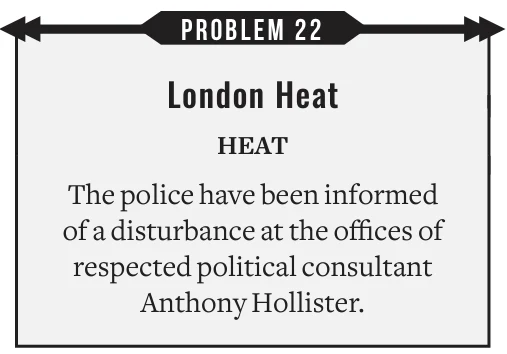 PROBLEM 22
London Heat
HEAT
The police have been informed
of a disturbance at the offices of
respected political consultant
Anthony Hollister.